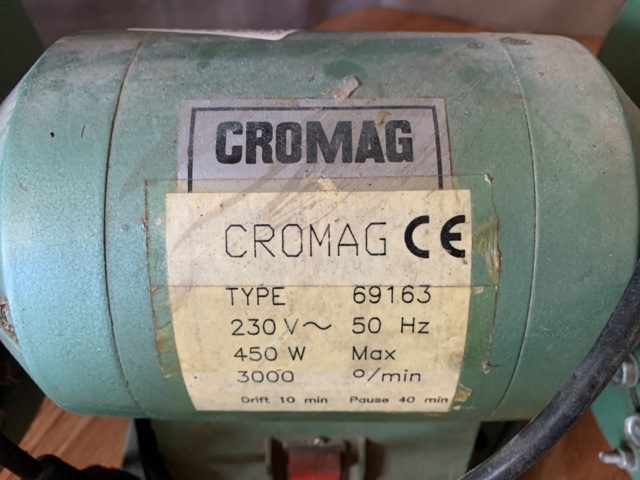 CROMAG
CROMAG CE
TYPE 69163
230 V~ 50 Hz
450 W Max
3000 o/min
Drift 10 min Pause 40 min